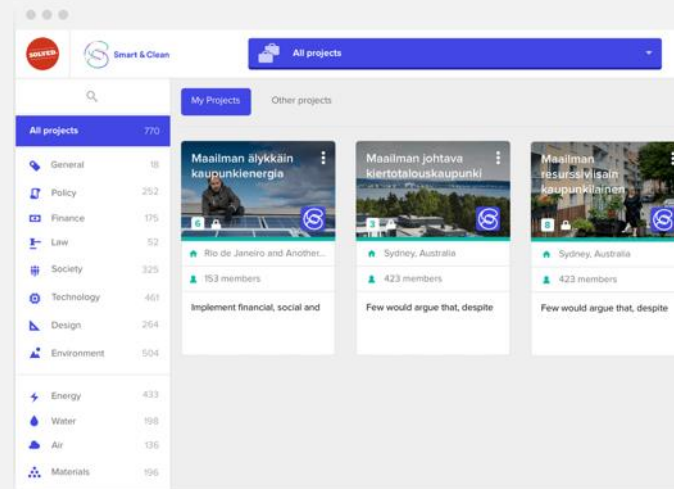 SOLVED.
Smart & Clean
All projects
My Projects
Other projects
All projects 770
General 18
Policy 252
Finance 175
Law 52
Society 325
Technology 461
Design 264
Environment 504
Energy 433
Water 198
Air 136
Materials 196
Maailman älykkäin
kaupunkienergia
6
Rio de Janeiro and Another...
153 members
Implement financial, social and
Maailman johtava
kiertotalouskaupunki
3
Sydney, Australia
423 members
Few would argue that, despite
Maailman
resurssiviisain
kaupunkilainen
8
Sydney, Australia
423 members
Few would argue that, despite